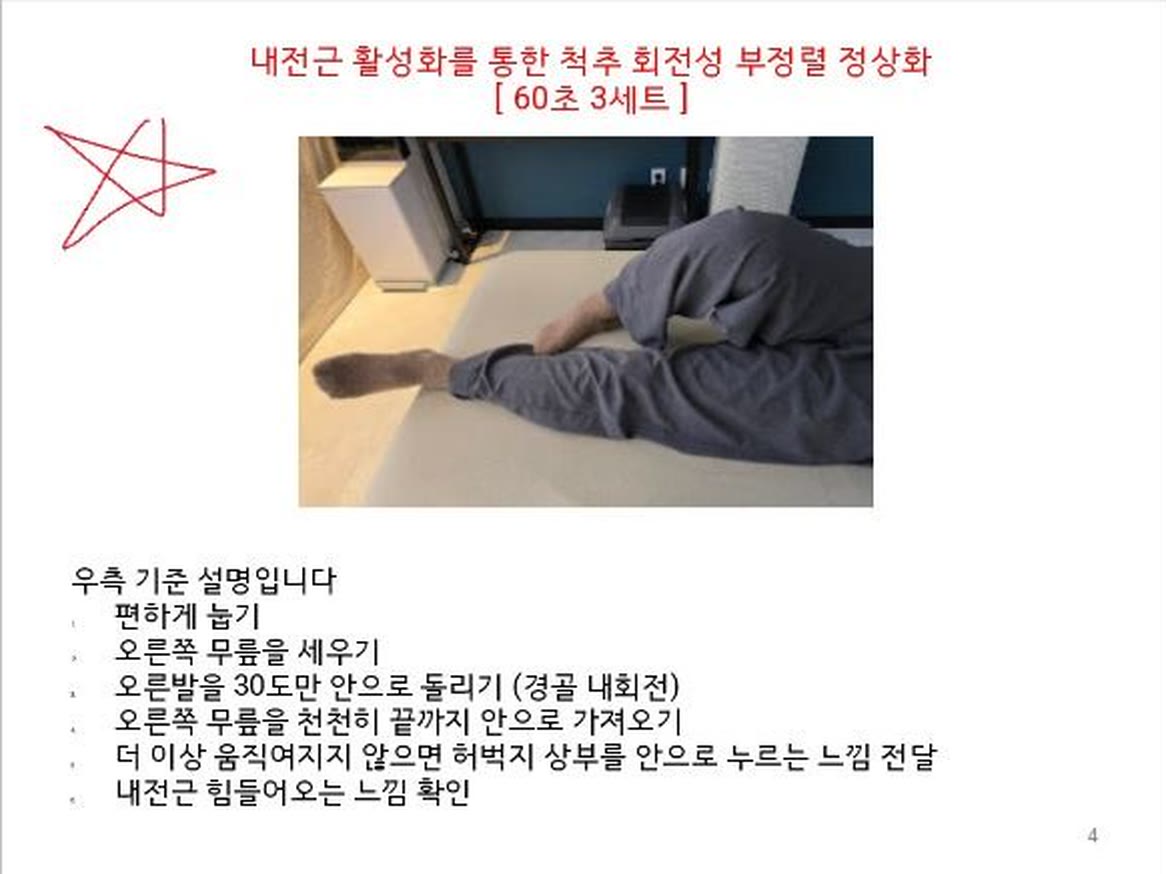 내전근 활성화를 통한 척추 회전성 부정렬 정상화
[ 60초 3세트 ]
우측 기준 설명입니다
편하게 눕기
오른쪽 무릎을 세우기
오른발을 30도만 안으로 돌리기 (경골 내회전)
오른쪽 무릎을 천천히 끝까지 안으로 가져오기
더 이상 움직여지지 않으면 허벅지 상부를 안으로 누르는 느낌 전달
내전근 힘들어오는 느낌 확인
4